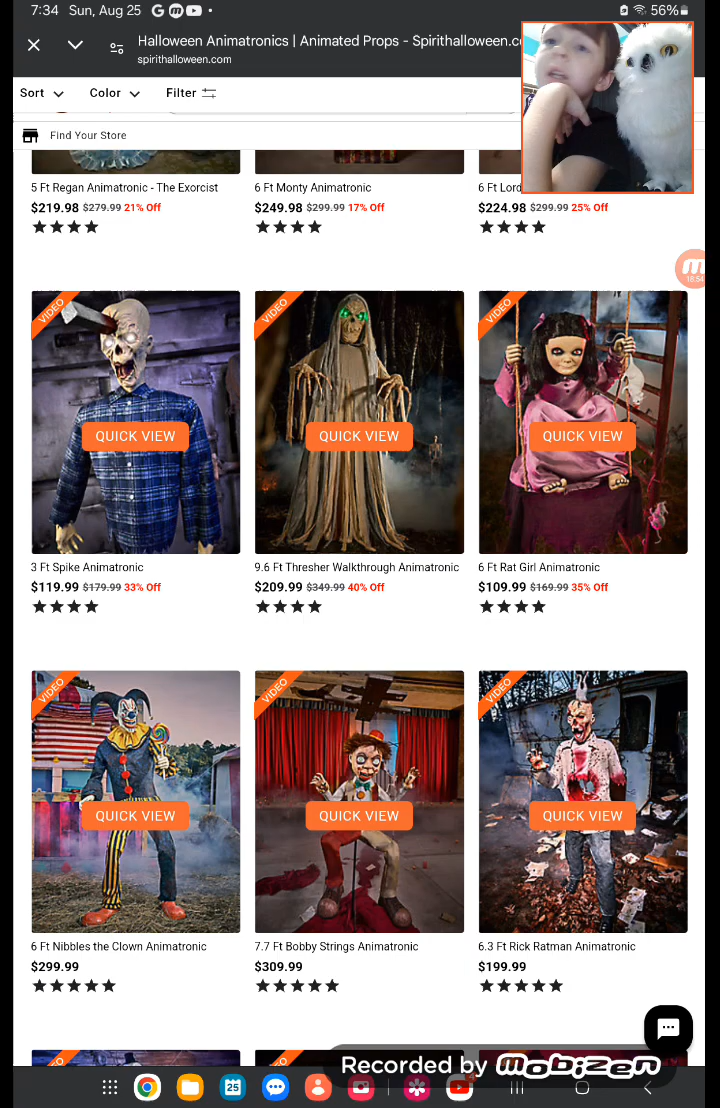 7:34 Sun, Aug 25 G m • 56%
Halloween Animatronics | Animated Props - Spirithalloween.co
spirithalloween.com
Sort Color Filter
Find Your Store
5 Ft Regan Animatronic - The Exorcist 6 Ft Monty Animatronic 6 Ft Lord
$219.98 $279.99 21% Off $249.98 $299.99 17% Off $224.98 $299.99 25% Off
18:54
VIDEO VIDEO VIDEO
QUICK VIEW QUICK VIEW QUICK VIEW
3 Ft Spike Animatronic 9.6 Ft Thresher Walkthrough Animatronic 6 Ft Rat Girl Animatronic
$119.99 $179.99 33% Off $209.99 $349.99 40% Off $109.99 $169.99 35% Off
VIDEO VIDEO VIDEO
QUICK VIEW QUICK VIEW QUICK VIEW
6 Ft Nibbles the Clown Animatronic 7.7 Ft Bobby Strings Animatronic 6.3 Ft Rick Ratman Animatronic
$299.99 $309.99 $199.99
Recorded by mobizen
25